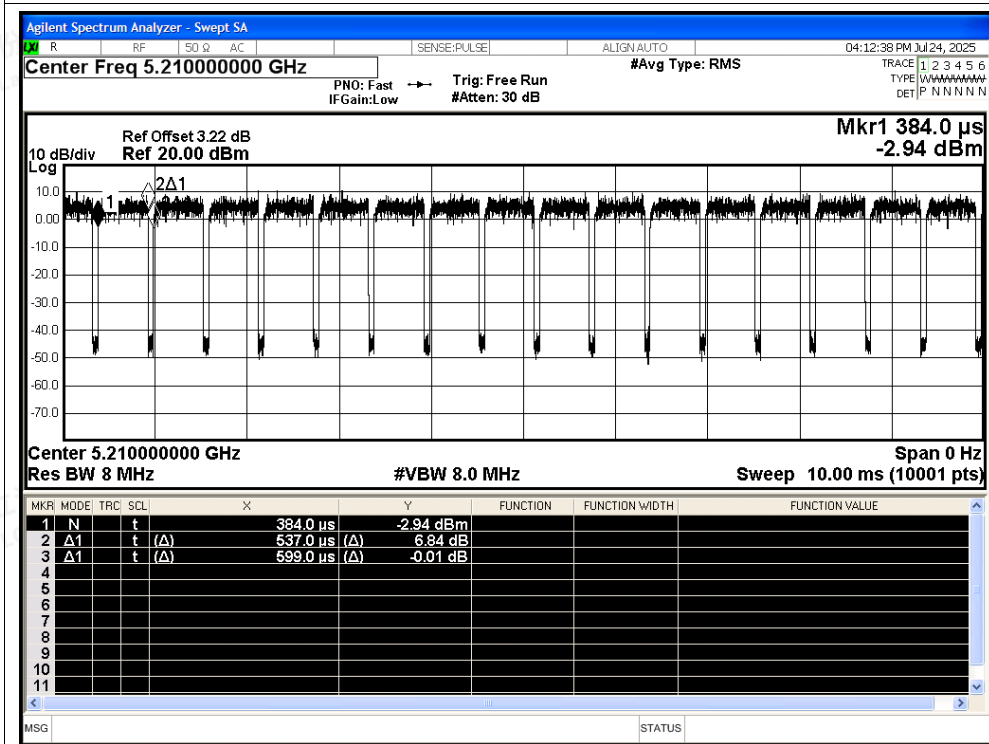 Agilent Spectrum Analyzer - Swept SA
LXI R RF 50 Ω AC SENSE:PULSE ALIGN AUTO 04:12:38 PM Jul 24, 2025
Center Freq 5.210000000 GHz
#Avg Type: RMS
TRACE 1 2 3 4 5 6
PNO: Fast Trig: Free Run
TYPE
IFGain:Low #Atten: 30 dB
DET P N N N N N
Mkr1 384.0 µs
-2.94 dBm
Ref Offset 3.22 dB
10 dB/div Ref 20.00 dBm
Log
10.0
0.00
-10.0
-20.0
-30.0
-40.0
-50.0
-60.0
-70.0
1
2Δ1
Center 5.210000000 GHz Span 0 Hz
Res BW 8 MHz #VBW 8.0 MHz Sweep 10.00 ms (10001 pts)
MKR MODE TRC SCL X Y FUNCTION FUNCTION WIDTH FUNCTION VALUE
1 N t 384.0 µs -2.94 dBm
2 Δ1 t (Δ) 537.0 µs (Δ) 6.84 dB
3 Δ1 t (Δ) 599.0 µs (Δ) -0.01 dB
4
5
6
7
8
9
10
11
MSG STATUS